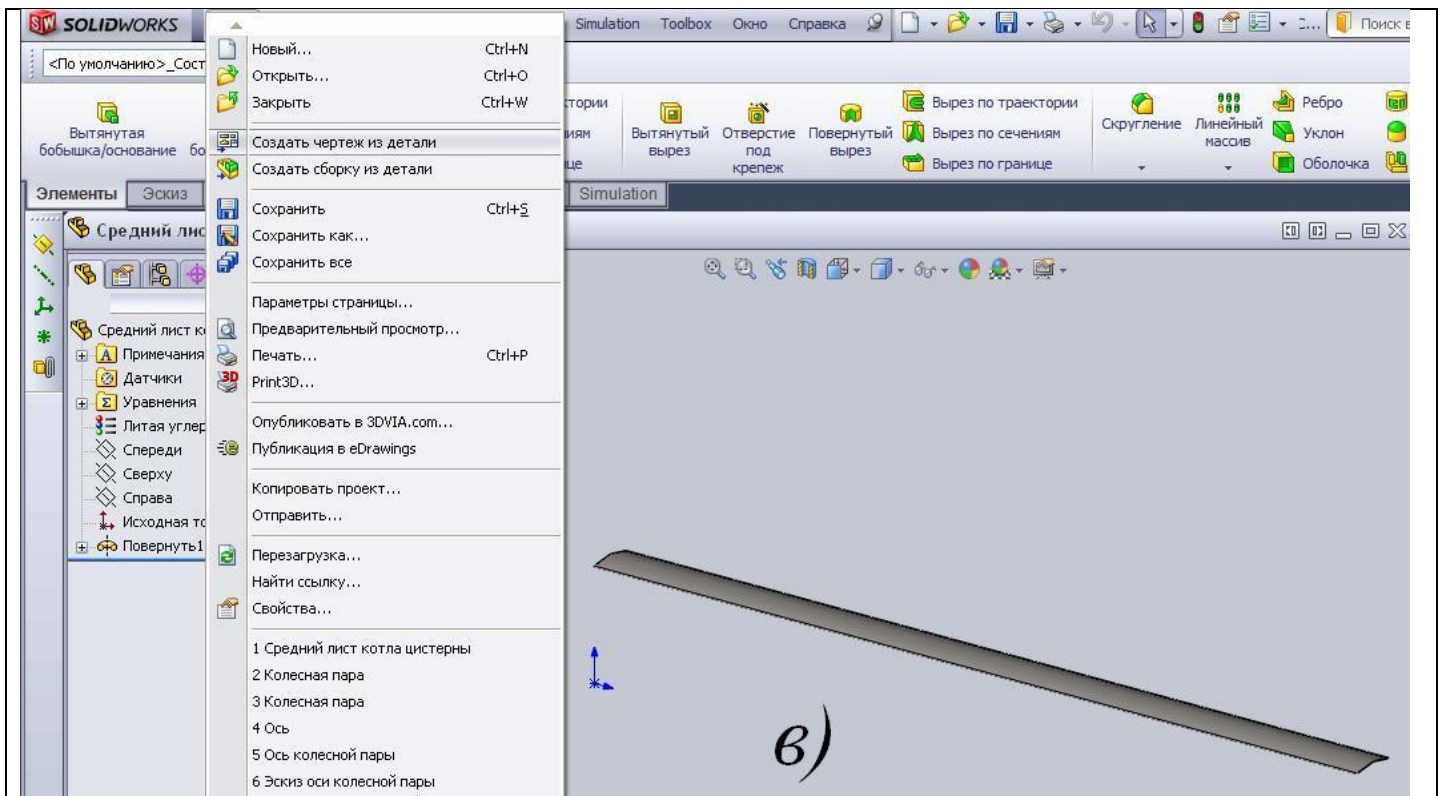 SOLIDWORKS
Simulation Toolbox Окно Справка
Поиск в
<По умолчанию>_Сост
Новый... Ctrl+N
Открыть... Ctrl+O
Закрыть Ctrl+W
Создать чертеж из детали
Создать сборку из детали
Сохранить Ctrl+S
Сохранить как...
Сохранить все
Параметры страницы...
Предварительный просмотр...
Печать... Ctrl+P
Print3D...
Опубликовать в 3DVIA.com...
Публикация в eDrawings
Копировать проект...
Отправить...
Перезагрузка...
Найти ссылку...
Свойства...
1 Средний лист котла цистерны
2 Колесная пара
3 Колесная пара
4 Ось
5 Ось колесной пары
6 Эскиз оси колесной пары
Вытянутая
бобышка/основание
Вытянутый
вырез
Отверстие
под
крепеж
Повернутый
вырез
Вырез по траектории
Вырез по сечениям
Вырез по границе
Скругление
Линейный
массив
Ребро
Уклон
Оболочка
Элементы Эскиз Simulation
Средний лис
Средний лист к
Примечания
Датчики
Уравнения
Литая углер
Спереди
Сверху
Справа
Исходная то
Повернуть1
в)